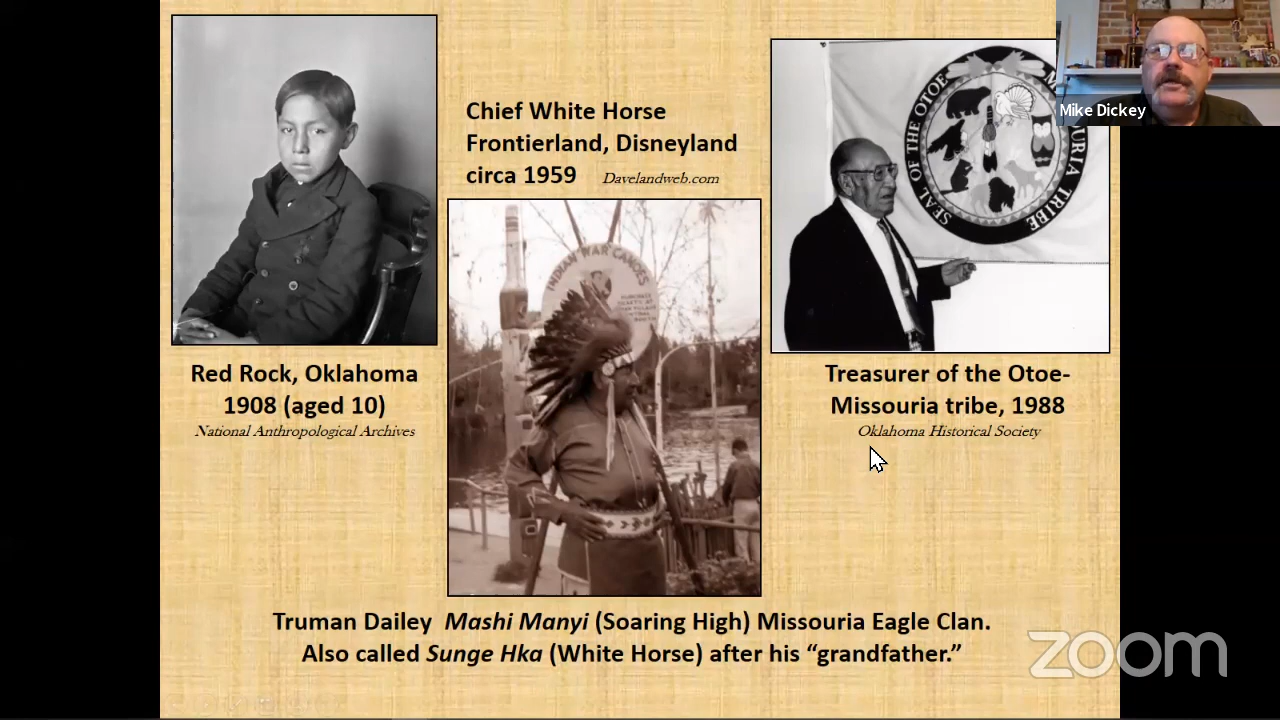 Chief White Horse
Frontierland, Disneyland
circa 1959 Davelandweb.com
Mike Dickey
SEAL OF THE OTOE
URIA TRIBE
INDIAN WAR CANOES
Red Rock, Oklahoma
1908 (aged 10)
National Anthropological Archives
Treasurer of the Otoe-
Missouria tribe, 1988
Oklahoma Historical Society
Truman Dailey Mashi Manyi (Soaring High) Missouria Eagle Clan.
Also called Sunge Hka (White Horse) after his “grandfather.”
zoom